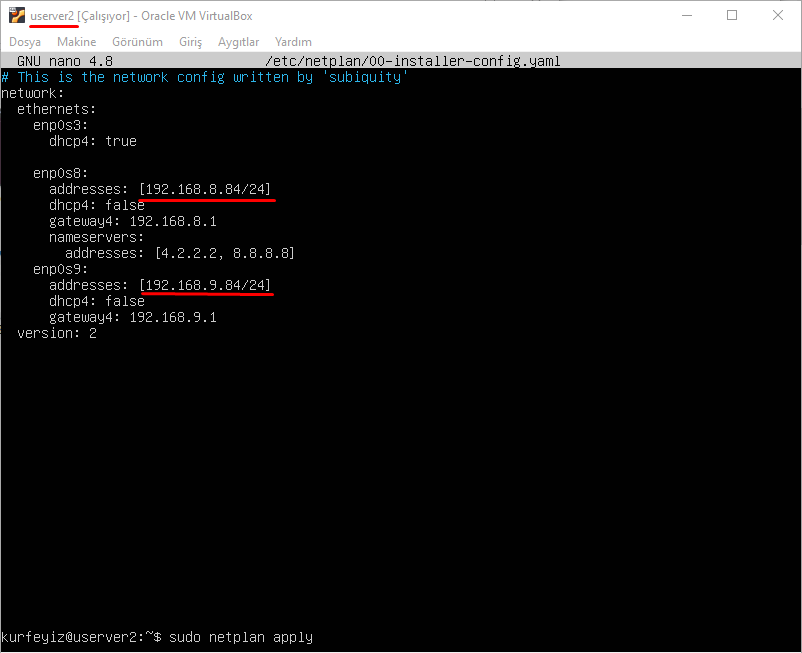 userver2 [Çalışıyor] - Oracle VM VirtualBox
Dosya Makine Görünüm Giriş Aygıtlar Yardım
GNU nano 4.8 /etc/netplan/00-installer-config.yaml
# This is the network config written by 'subiquity'
network:
  ethernets:
    enp0s3:
      dhcp4: true
    enp0s8:
      addresses: [192.168.8.84/24]
      dhcp4: false
      gateway4: 192.168.8.1
      nameservers:
        addresses: [4.2.2.2, 8.8.8.8]
    enp0s9:
      addresses: [192.168.9.84/24]
      dhcp4: false
      gateway4: 192.168.9.1
  version: 2
kurfeyiz@userver2:~$ sudo netplan apply